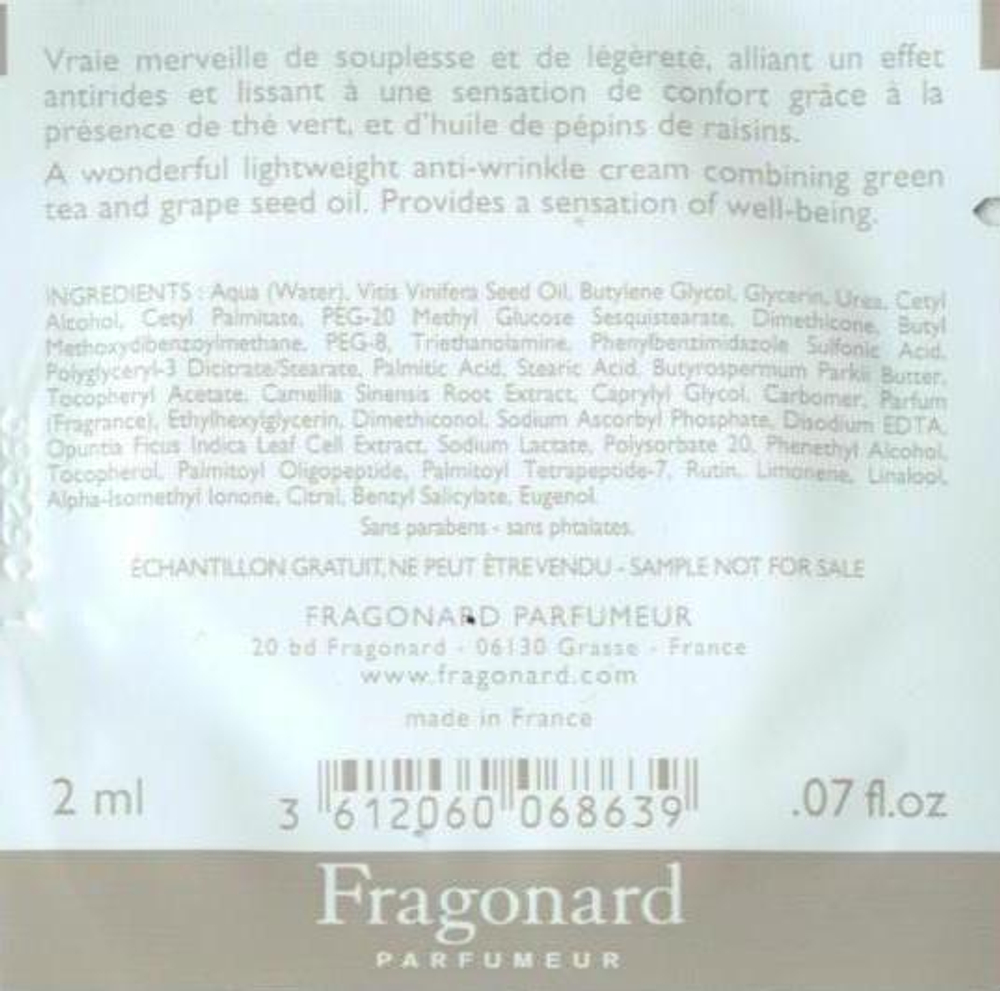 Vraie merveille de souplesse et de légèreté, alliant un effet
antirides et lissant à une sensation de confort grâce à la
présence de thé vert, et d'huile de pépins de raisins.
A wonderful lightweight anti-wrinkle cream combining green
tea and grape seed oil. Provides a sensation of well-being.
INGREDIENTS : Aqua (Water), Vitis Vinifera Seed Oil, Butylene Glycol, Glycerin, Urea, Cetyl
Alcohol, Cetyl Palmitate, PEG-20 Methyl Glucose Sesquistearate, Dimethicone, Butyl
Methoxydibenzoylmethane, PEG-8, Triethanolamine, Phenylbenzimidazole Sulfonic Acid,
Polyglyceryl-3 Dicitrate/Stearate, Palmitic Acid, Stearic Acid, Butyrospermum Parkii Butter,
Tocopheryl Acetate, Camellia Sinensis Root Extract, Caprylyl Glycol, Carbomer, Parfum
(Fragrance), Ethylhexylglycerin, Dimethiconol, Sodium Ascorbyl Phosphate, Disodium EDTA,
Opuntia Ficus Indica Leaf Cell Extract, Sodium Lactate, Polysorbate 20, Phenethyl Alcohol,
Tocopherol, Palmitoyl Oligopeptide, Palmitoyl Tetrapeptide-7, Rutin, Limonene, Linalool,
Alpha-Isomethyl Ionone, Citral, Benzyl Salicylate, Eugenol.
Sans parabens - sans phtalates.
ÉCHANTILLON GRATUIT, NE PEUT ÊTRE VENDU - SAMPLE NOT FOR SALE
FRAGONARD PARFUMEUR
20 bd Fragonard - 06130 Grasse - France
www.fragonard.com
made in France
2 ml
3 612060 068639
.07 fl.oz
Fragonard
PARFUMEUR